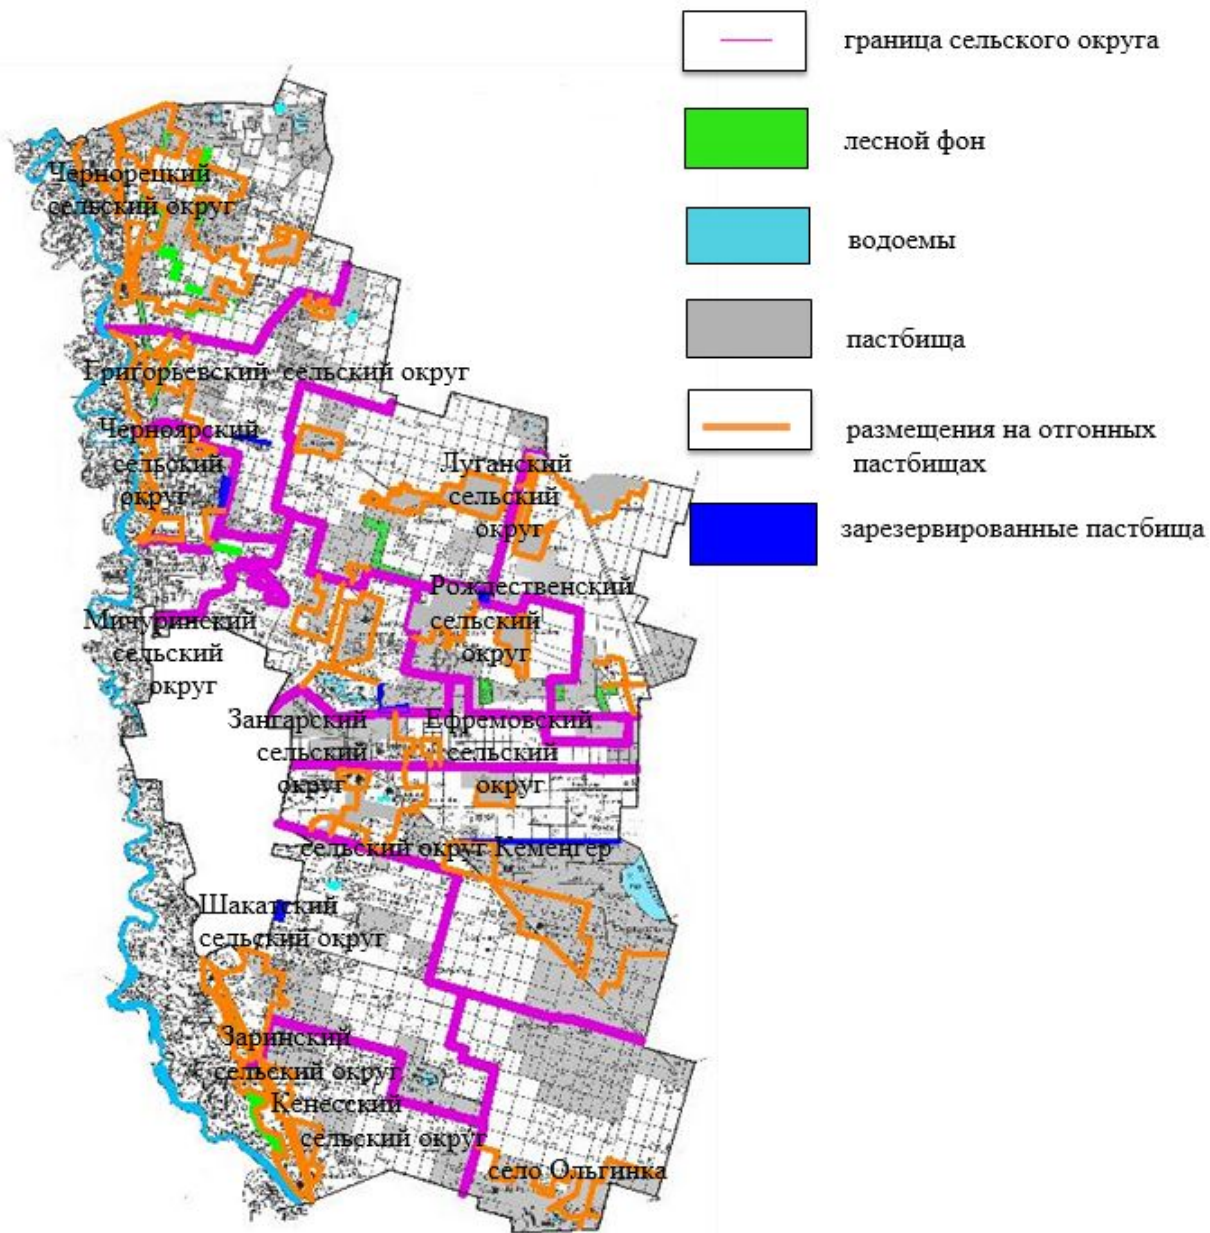 граница сельского округа
лесной фон
водоемы
пастбища
размещения на отгонных
пастбищах
зарезервированные пастбища
Чернорецкий
сельский округ
Григорьевский сельский округ
Черноярский
сельский
округ
Луганский
сельский
округ
Рождественский
сельский
округ
Мичуринский
сельский
округ
Зангарский
сельский
округ
Ефремовский
сельский
округ
сельский округ Кеменгер
Шакатский
сельский округ
Заринский
сельский округ
Кенесский
сельский округ
село Ольгинка